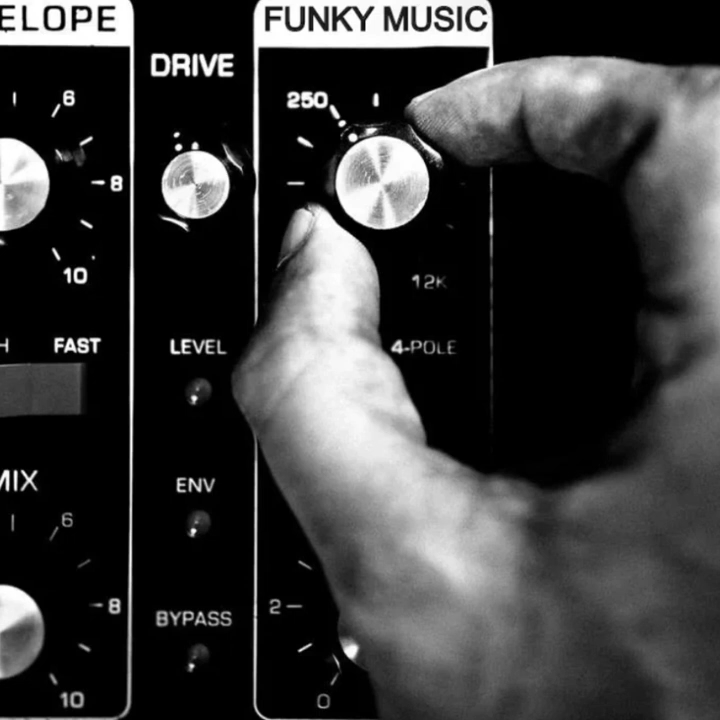 ELOPE
FUNKY MUSIC
DRIVE
6
250
8
10
12K
H
FAST
LEVEL
4-POLE
MIX
ENV
6
8
2
BYPASS
10
0